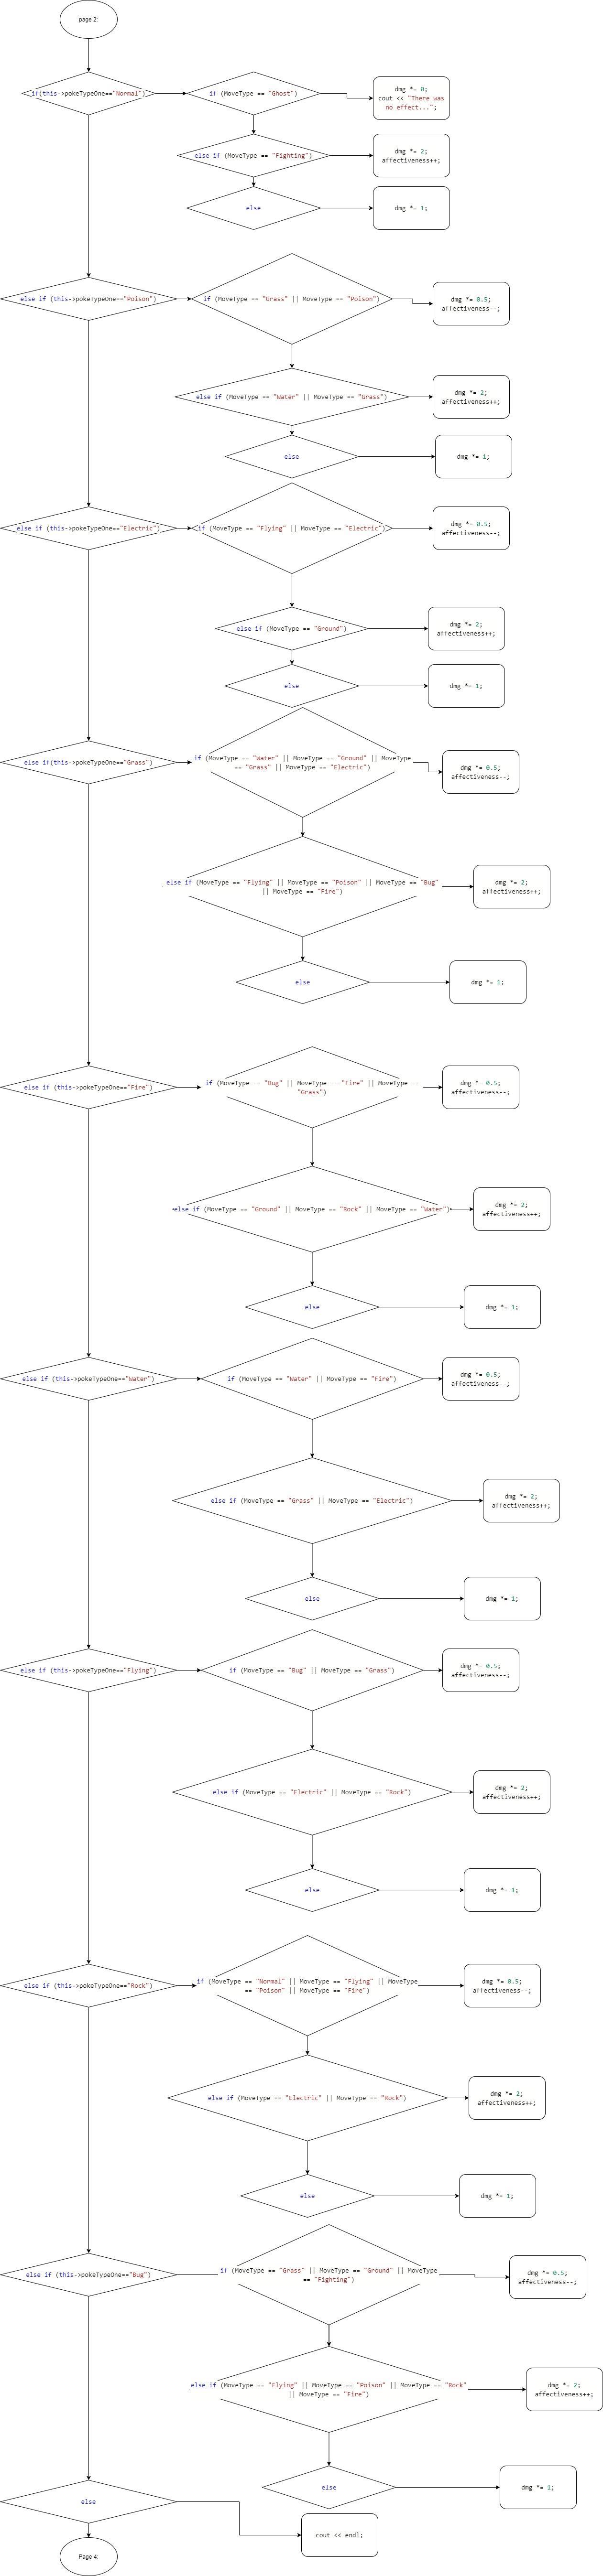 page 2:
if(this->pokeTypeOne=="Normal")
if (MoveType == "Ghost")
dmg *= 0;
cout << "There was
no effect...";
else if (MoveType == "Fighting")
dmg *= 2;
affectiveness++;
else
dmg *= 1;
else if (this->pokeTypeOne=="Poison")
if (MoveType == "Grass" || MoveType == "Poison")
dmg *= 0.5;
affectiveness--;
else if (MoveType == "Water" || MoveType == "Grass")
dmg *= 2;
affectiveness++;
else
dmg *= 1;
else if (this->pokeTypeOne=="Electric")
if (MoveType == "Flying" || MoveType == "Electric")
dmg *= 0.5;
affectiveness--;
else if (MoveType == "Ground")
dmg *= 2;
affectiveness++;
else
dmg *= 1;
else if(this->pokeTypeOne=="Grass")
if (MoveType == "Water" || MoveType == "Ground" || MoveType
== "Grass" || MoveType == "Electric")
dmg *= 0.5;
affectiveness--;
else if (MoveType == "Flying" || MoveType == "Poison" || MoveType == "Bug"
|| MoveType == "Fire")
dmg *= 2;
affectiveness++;
else
dmg *= 1;
else if (this->pokeTypeOne=="Fire")
if (MoveType == "Bug" || MoveType == "Fire" || MoveType ==
"Grass")
dmg *= 0.5;
affectiveness--;
else if (MoveType == "Ground" || MoveType == "Rock" || MoveType == "Water")
dmg *= 2;
affectiveness++;
else
dmg *= 1;
else if (this->pokeTypeOne=="Water")
if (MoveType == "Water" || MoveType == "Fire")
dmg *= 0.5;
affectiveness--;
else if (MoveType == "Grass" || MoveType == "Electric")
dmg *= 2;
affectiveness++;
else
dmg *= 1;
else if (this->pokeTypeOne=="Flying")
if (MoveType == "Bug" || MoveType == "Grass")
dmg *= 0.5;
affectiveness--;
else if (MoveType == "Electric" || MoveType == "Rock")
dmg *= 2;
affectiveness++;
else
dmg *= 1;
else if (this->pokeTypeOne=="Rock")
if (MoveType == "Normal" || MoveType == "Flying" || MoveType
== "Poison" || MoveType == "Fire")
dmg *= 0.5;
affectiveness--;
else if (MoveType == "Electric" || MoveType == "Rock")
dmg *= 2;
affectiveness++;
else
dmg *= 1;
else if (this->pokeTypeOne=="Bug")
if (MoveType == "Grass" || MoveType == "Ground" || MoveType
== "Fighting")
dmg *= 0.5;
affectiveness--;
else if (MoveType == "Flying" || MoveType == "Poison" || MoveType == "Rock"
|| MoveType == "Fire")
dmg *= 2;
affectiveness++;
else
dmg *= 1;
else
cout << endl;
Page 4: